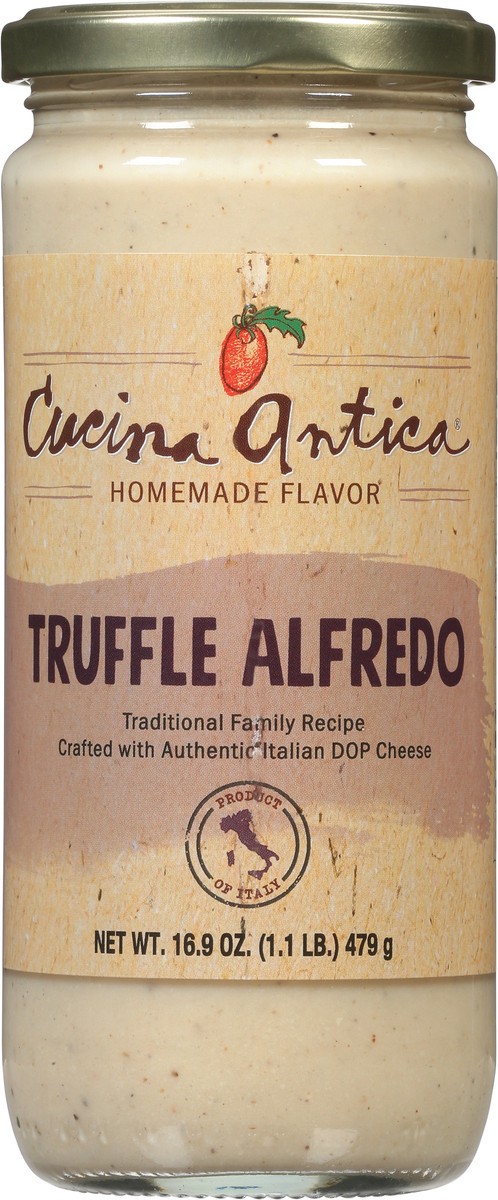 Cucina Antica®
HOMEMADE FLAVOR
TRUFFLE ALFREDO
Traditional Family Recipe
Crafted with Authentic Italian DOP Cheese
PRODUCT
OF ITALY
NET WT. 16.9 OZ. (1.1 LB.) 479 g